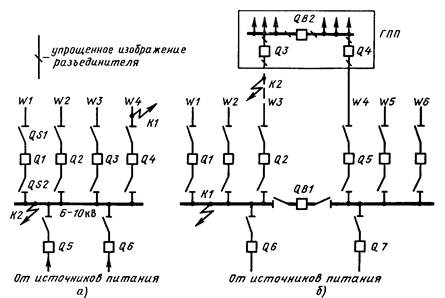 QB2
ГПП
Q3
Q4
- упрощенное изображение
разъединителя
K2
W1 W2 W3 W4
K1
W1 W2 W3 W4 W5 W6
QS1
Q1 Q2 Q3 Q4
Q1 Q2 Q5
QS2
K1
QB1
K2
6-10кВ
Q5 Q6
Q6 Q7
От источников питания
От источников питания
а)
б)